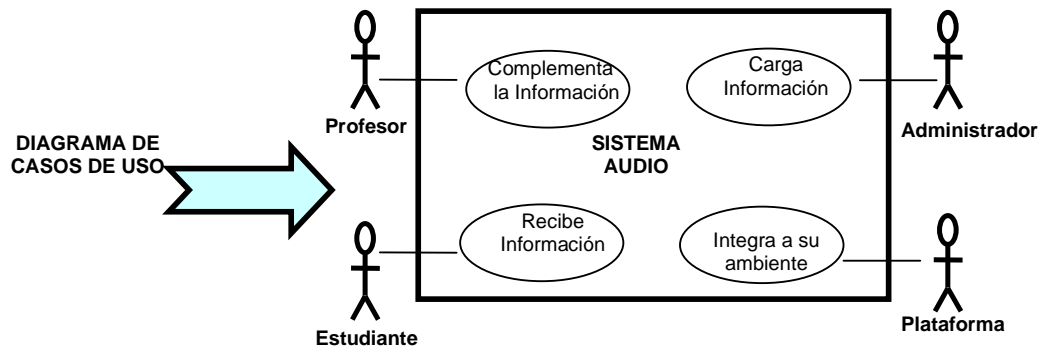 DIAGRAMA DE
CASOS DE USO
Profesor
Complementa
la Información
Carga
Información
Administrador
SISTEMA
AUDIO
Recibe
Información
Integra a su
ambiente
Estudiante
Plataforma